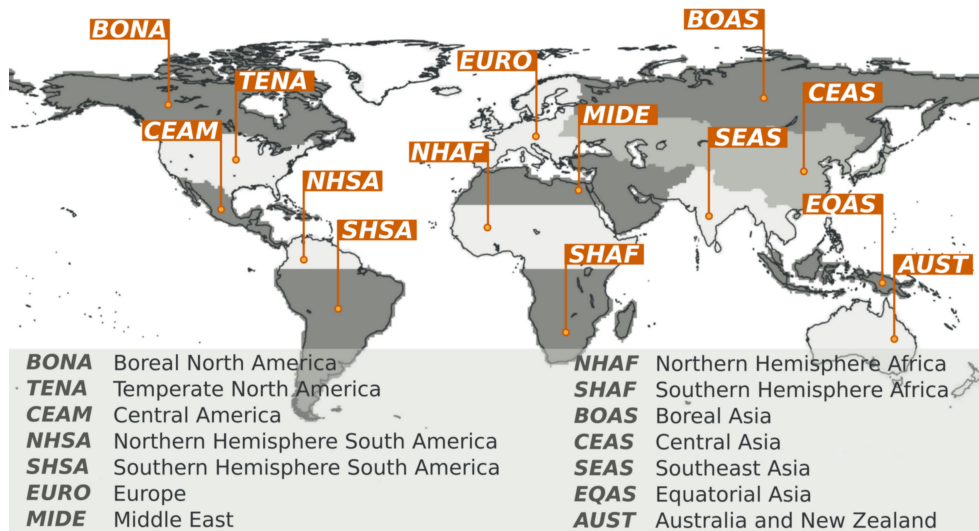 BONA
BOAS
EURO
TENA
CEAS
MIDE
CEAM
SEAS
NHAF
NHSA
EQAS
SHSA
SHAF
AUST
BONA Boreal North America
TENA Temperate North America
CEAM Central America
NHSA Northern Hemisphere South America
SHSA Southern Hemisphere South America
EURO Europe
MIDE Middle East
NHAF Northern Hemisphere Africa
SHAF Southern Hemisphere Africa
BOAS Boreal Asia
CEAS Central Asia
SEAS Southeast Asia
EQAS Equatorial Asia
AUST Australia and New Zealand